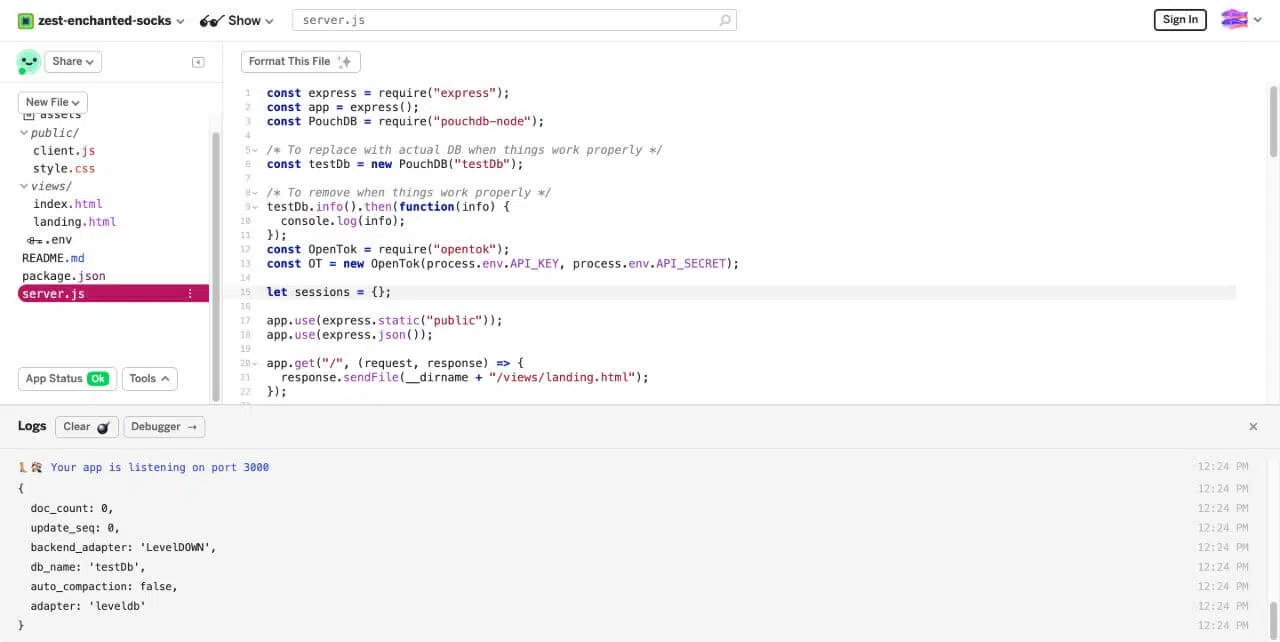 zest-enchanted-socks
Show
server.js
Sign In
Share
Format This File
New File
assets
public/
client.js
style.css
views/
index.html
landing.html
.env
README.md
package.json
server.js
App Status Ok
Tools
1 const express = require("express");
2 const app = express();
3 const PouchDB = require("pouchdb-node");
4
5 /* To replace with actual DB when things work properly */
6 const testDb = new PouchDB("testDb");
7
8 /* To remove when things work properly */
9 testDb.info().then(function(info) {
10 console.log(info);
11 });
12 const OpenTok = require("opentok");
13 const OT = new OpenTok(process.env.API_KEY, process.env.API_SECRET);
14
15 let sessions = {};
16
17 app.use(express.static("public"));
18 app.use(express.json());
19
20 app.get("/", (request, response) => {
21 response.sendFile(__dirname + "/views/landing.html");
22 });
Logs
Clear
Debugger →
Your app is listening on port 3000 12:24 PM
{ 12:24 PM
doc_count: 0, 12:24 PM
update_seq: 0, 12:24 PM
backend_adapter: 'LevelDOWN', 12:24 PM
db_name: 'testDb', 12:24 PM
auto_compaction: false, 12:24 PM
adapter: 'leveldb' 12:24 PM
} 12:24 PM